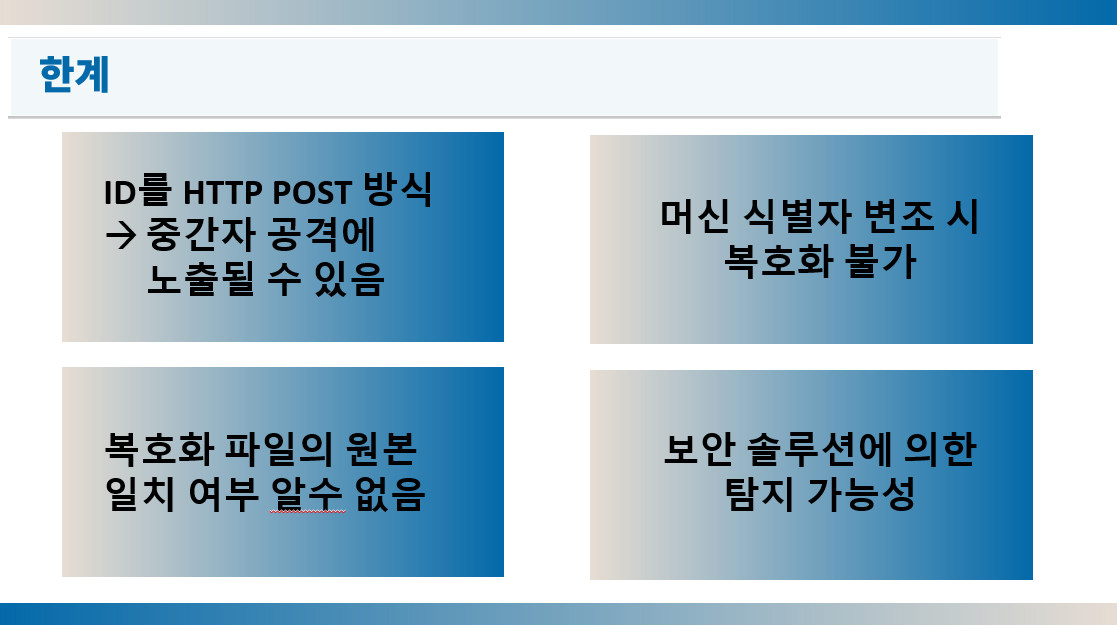 한계
ID를 HTTP POST 방식
→ 중간자 공격에
노출될 수 있음
머신 식별자 변조 시
복호화 불가
복호화 파일의 원본
일치 여부 알수 없음
보안 솔루션에 의한
탐지 가능성